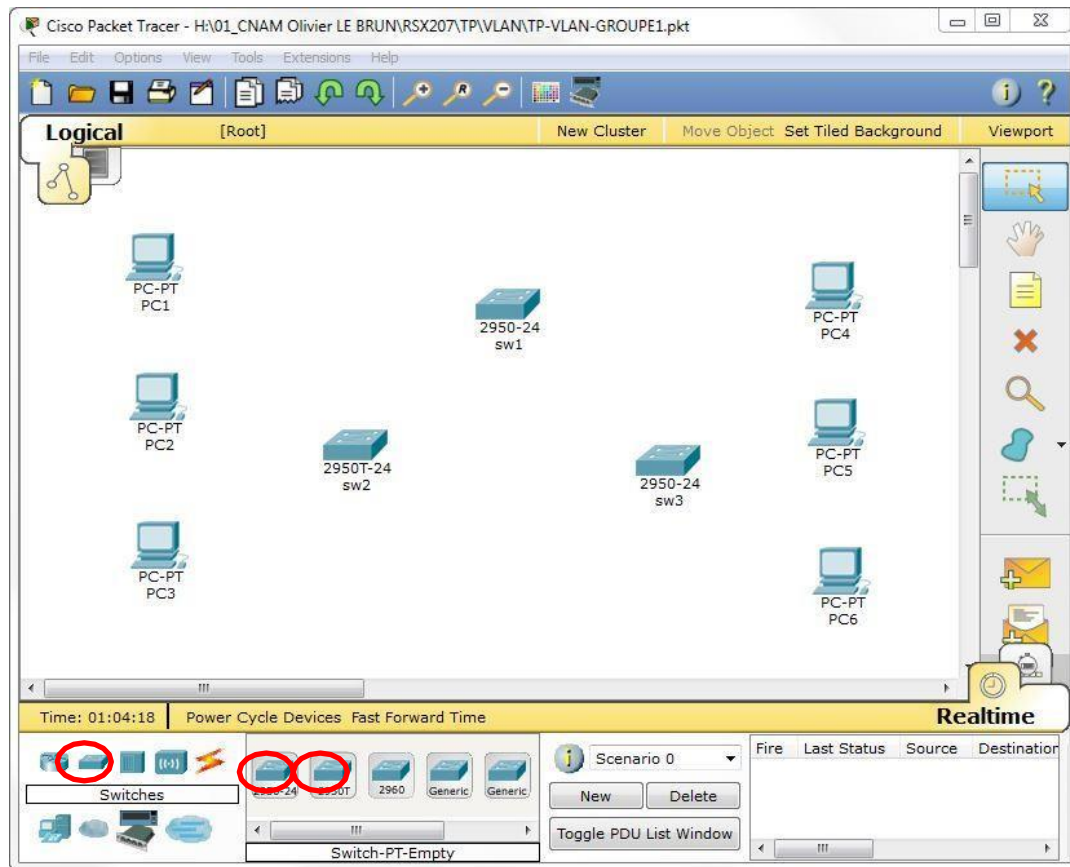 Cisco Packet Tracer - H:\01_CNAM Olivier LE BRUN\RSX207\TP\VLAN\TP-VLAN-GROUPE1.pkt
File Edit Options View Tools Extensions Help
Logical [Root] New Cluster Move Object Set Tiled Background Viewport
PC-PT
PC1
2950-24
sw1
PC-PT
PC4
PC-PT
PC2
2950T-24
sw2
2950-24
sw3
PC-PT
PC5
PC-PT
PC3
PC-PT
PC6
Time: 01:04:18 Power Cycle Devices Fast Forward Time Realtime
Switches
2950-24 2950T 2960 Generic Generic
Switch-PT-Empty
Scenario 0
New Delete
Toggle PDU List Window
Fire Last Status Source Destination